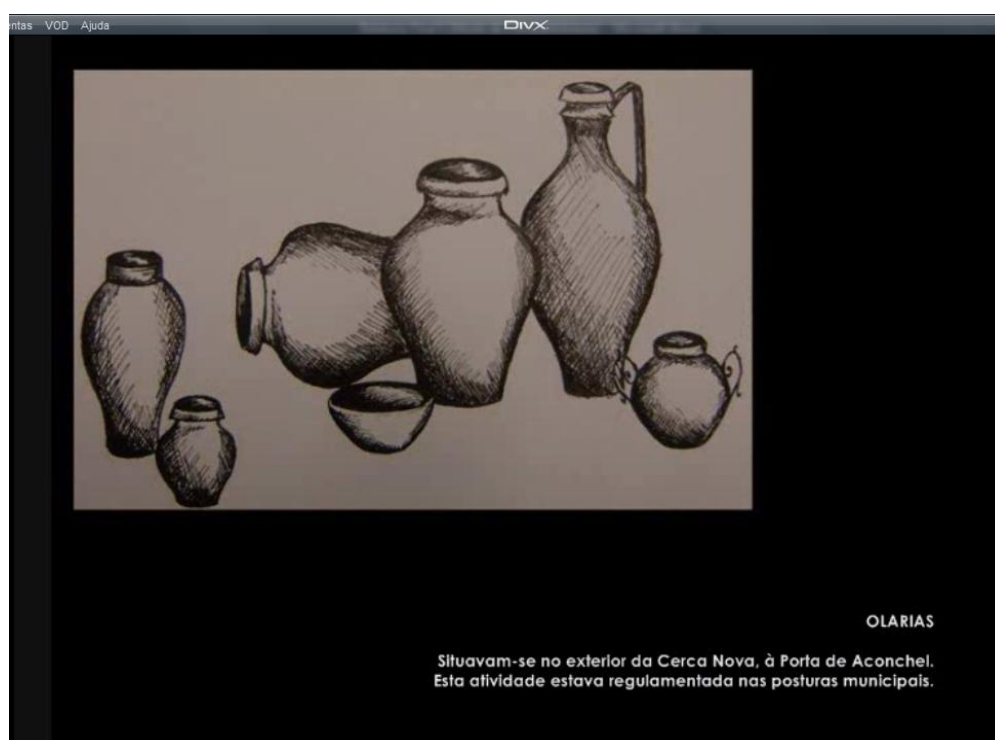 ntas VOD Ajuda
DIVX
OLARIAS
Situavam-se no exterior da Cerca Nova, à Porta de Aconchel.
Esta atividade estava regulamentada nas posturas municipais.